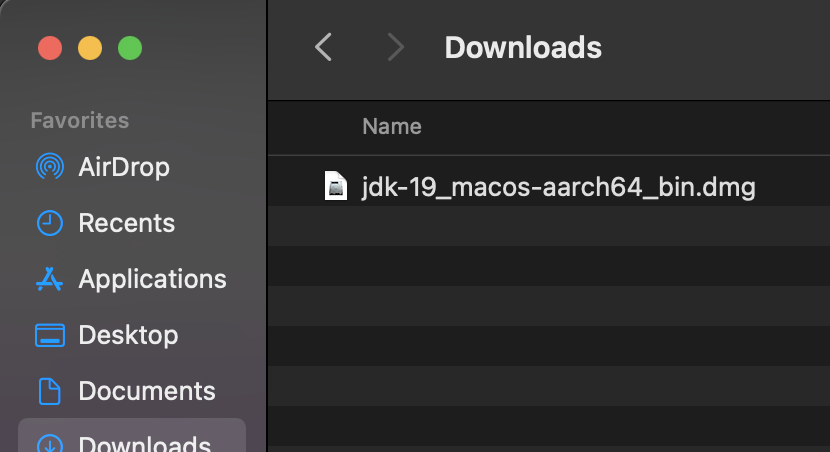 Downloads
Favorites
Name
AirDrop
jdk-19_macos-aarch64_bin.dmg
Recents
Applications
Desktop
Documents
Downloads